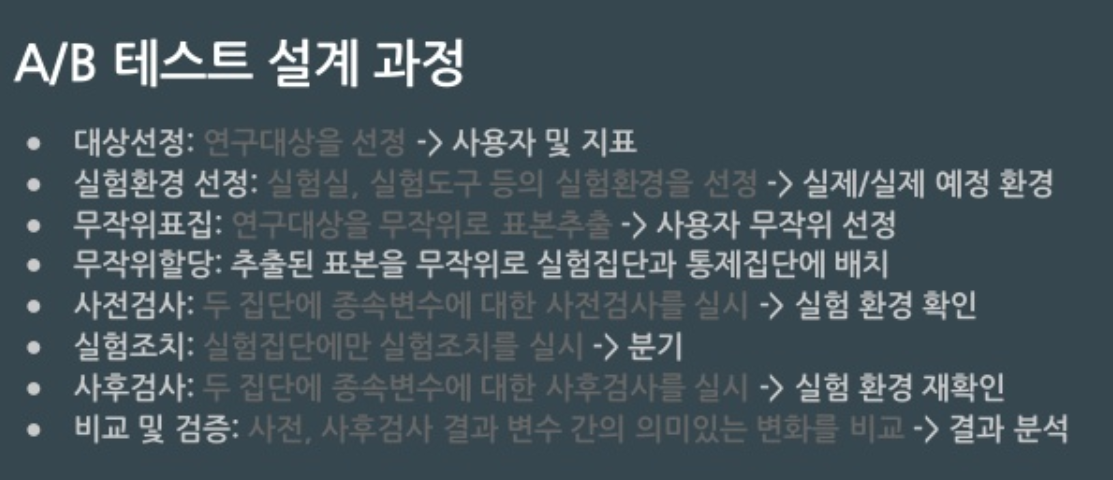 A/B 테스트 설계 과정
● 대상선정: 연구대상을 선정 -> 사용자 및 지표
● 실험환경 선정: 실험실, 실험도구 등의 실험환경을 선정 -> 실제/실제 예정 환경
● 무작위표집: 연구대상을 무작위로 표본추출 -> 사용자 무작위 선정
● 무작위할당: 추출된 표본을 무작위로 실험집단과 통제집단에 배치
● 사전검사: 두 집단에 종속변수에 대한 사전검사를 실시 -> 실험 환경 확인
● 실험조치: 실험집단에만 실험조치를 실시 -> 분기
● 사후검사: 두 집단에 종속변수에 대한 사후검사를 실시 -> 실험 환경 재확인
● 비교 및 검증: 사전, 사후검사 결과 변수 간의 의미있는 변화를 비교 -> 결과 분석